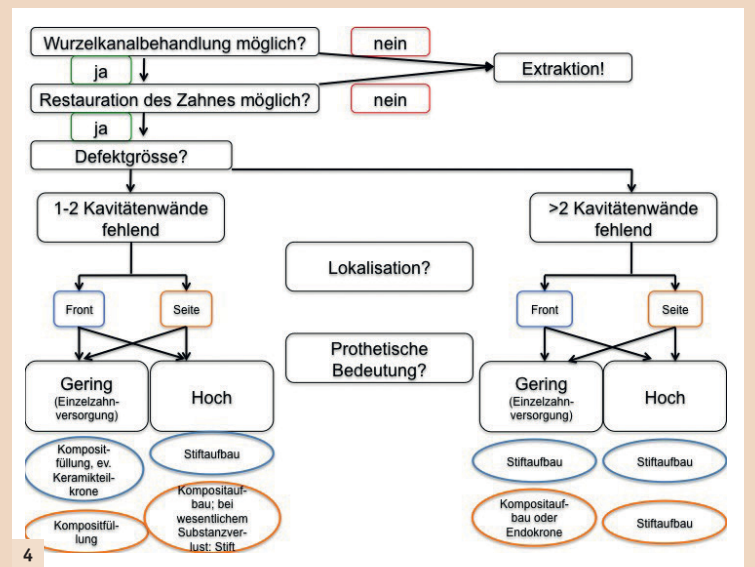 Wurzelkanalbehandlung möglich?
nein
ja
Extraktion!
Restauration des Zahnes möglich?
nein
ja
Defektgrösse?
1-2 Kavitätenwände
fehlend
>2 Kavitätenwände
fehlend
Lokalisation?
Front
Seite
Front
Seite
Prothetische
Bedeutung?
Gering
(Einzelzahn-
versorgung)
Hoch
Gering
(Einzelzahn-
versorgung)
Hoch
Komposit-
füllung, ev.
Keramikteil-
krone
Stiftaufbau
Stiftaufbau
Stiftaufbau
Kompositfül-
lung
Kompositauf-
bau; bei
wesentlichem
Substanzver-
lust: Stift
Kompositauf-
bau oder
Endokrone
Stiftaufbau
4